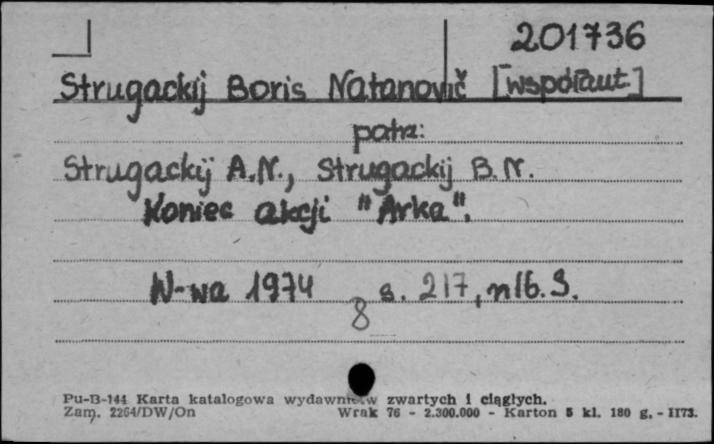 201736
Strugackij Boris Natanovič [współaut.]
patrz:
Strugackij A.N., Strugackij B.N.
Koniec akcji "Arka".
W-wa 1974 s. 217, nlb. 3.
8
Pu-B-144 Karta katalogowa wydawnictw zwartych i ciągłych.
Zam. 2264/DW/On Wrak 76 - 2.300.000 - Karton 5 kl. 180 g. - II73.